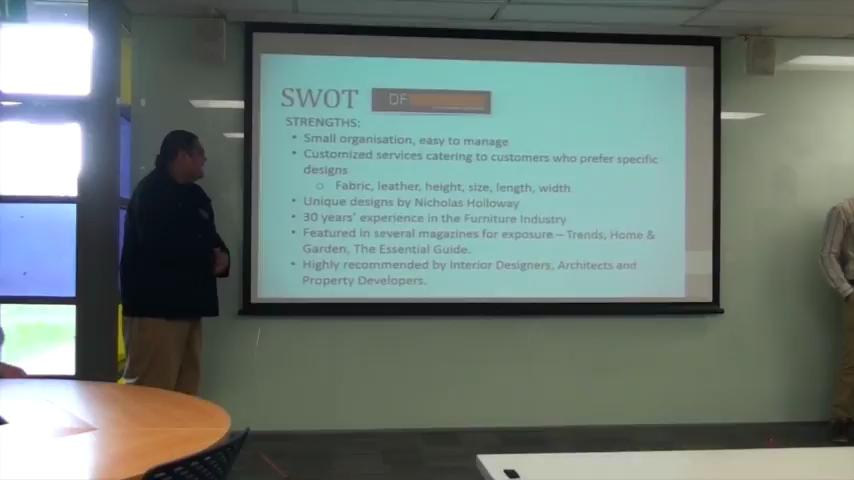 SWOT
DF
STRENGTHS:
• Small organisation, easy to manage
• Customized services catering to customers who prefer specific
designs
○ Fabric, leather, height, size, length, width
• Unique designs by Nicholas Holloway
• 30 years' experience in the Furniture Industry
• Featured in several magazines for exposure – Trends, Home &
Garden, The Essential Guide.
• Highly recommended by Interior Designers, Architects and
Property Developers.